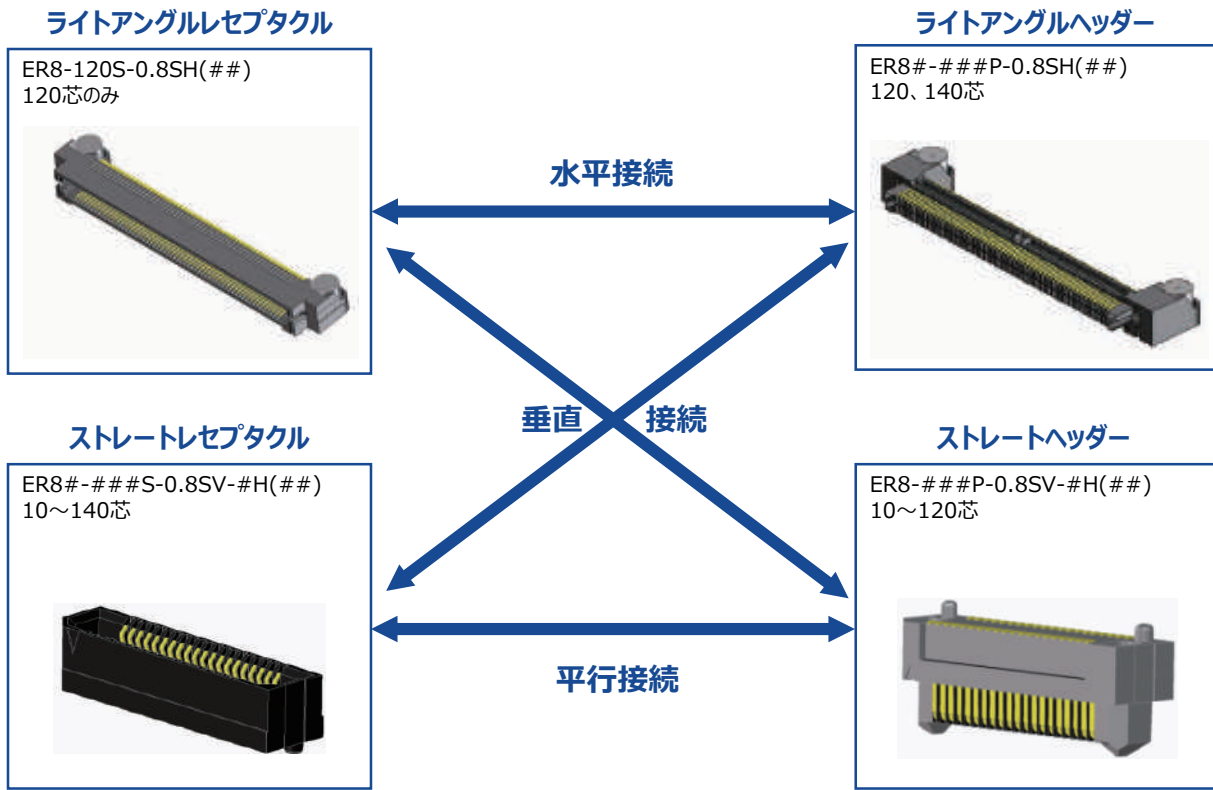 ライトアングルレセプタクル
ER8-120S-0.8SH(##)
120芯のみ
ライトアングルヘッダー
ER8#-###P-0.8SH(##)
120、140芯
水平接続
垂直 接続
ストレートレセプタクル
ER8#-###S-0.8SV-#H(##)
10～140芯
ストレートヘッダー
ER8-###P-0.8SV-#H(##)
10～120芯
平行接続